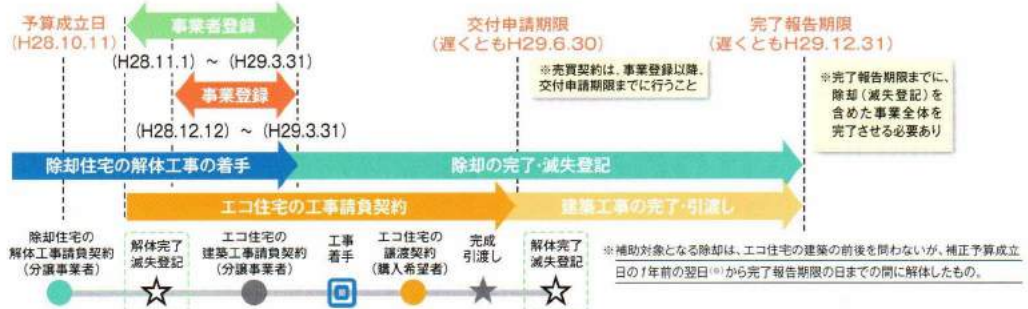 予算成立日
(H28.10.11)
事業者登録
(H28.11.1) ～ (H29.3.31)
事業登録
(H28.12.12) ～ (H29.3.31)
交付申請期限
(遅くともH29.6.30)
※売買契約は、事業登録以降、
交付申請期限までに行うこと
完了報告期限
(遅くともH29.12.31)
※完了報告期限までに、
除却(滅失登記)を
含めた事業全体を
完了させる必要あり
除却住宅の解体工事の着手
除却の完了・滅失登記
エコ住宅の工事請負契約
建築工事の完了・引渡し
除却住宅の
解体工事請負契約
(分譲事業者)
解体完了
滅失登記
エコ住宅の
建築工事請負契約
(分譲事業者)
工事
着手
エコ住宅の
譲渡契約
(購入希望者)
完成
引渡し
解体完了
滅失登記
※補助対象となる除却は、エコ住宅の建築の前後を問わないが、補正予算成立
日の1年前の翌日(※)から完了報告期限の日までの間に解体したもの。